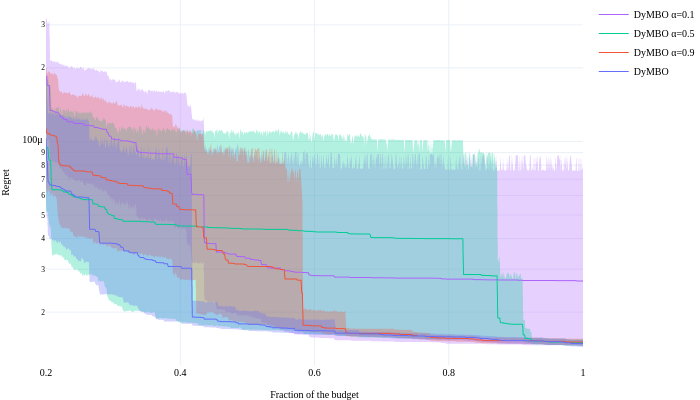 3
2
100μ
9
8
7
6
5
4
3
2
Regret
0.2
0.4
0.6
0.8
1
Fraction of the budget
DyMBO α=0.1
DyMBO α=0.5
DyMBO α=0.9
DyMBO